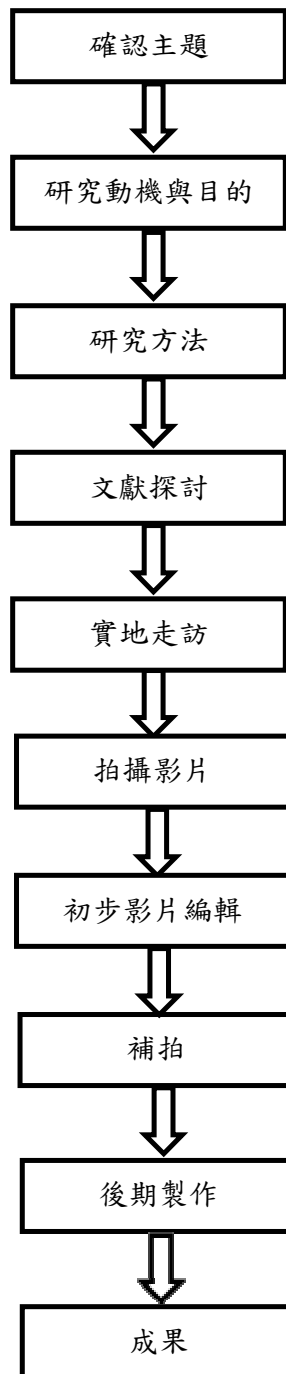 確認主題
研究動機與目的
研究方法
文獻探討
實地走訪
拍攝影片
初步影片編輯
補拍
後期製作
成果